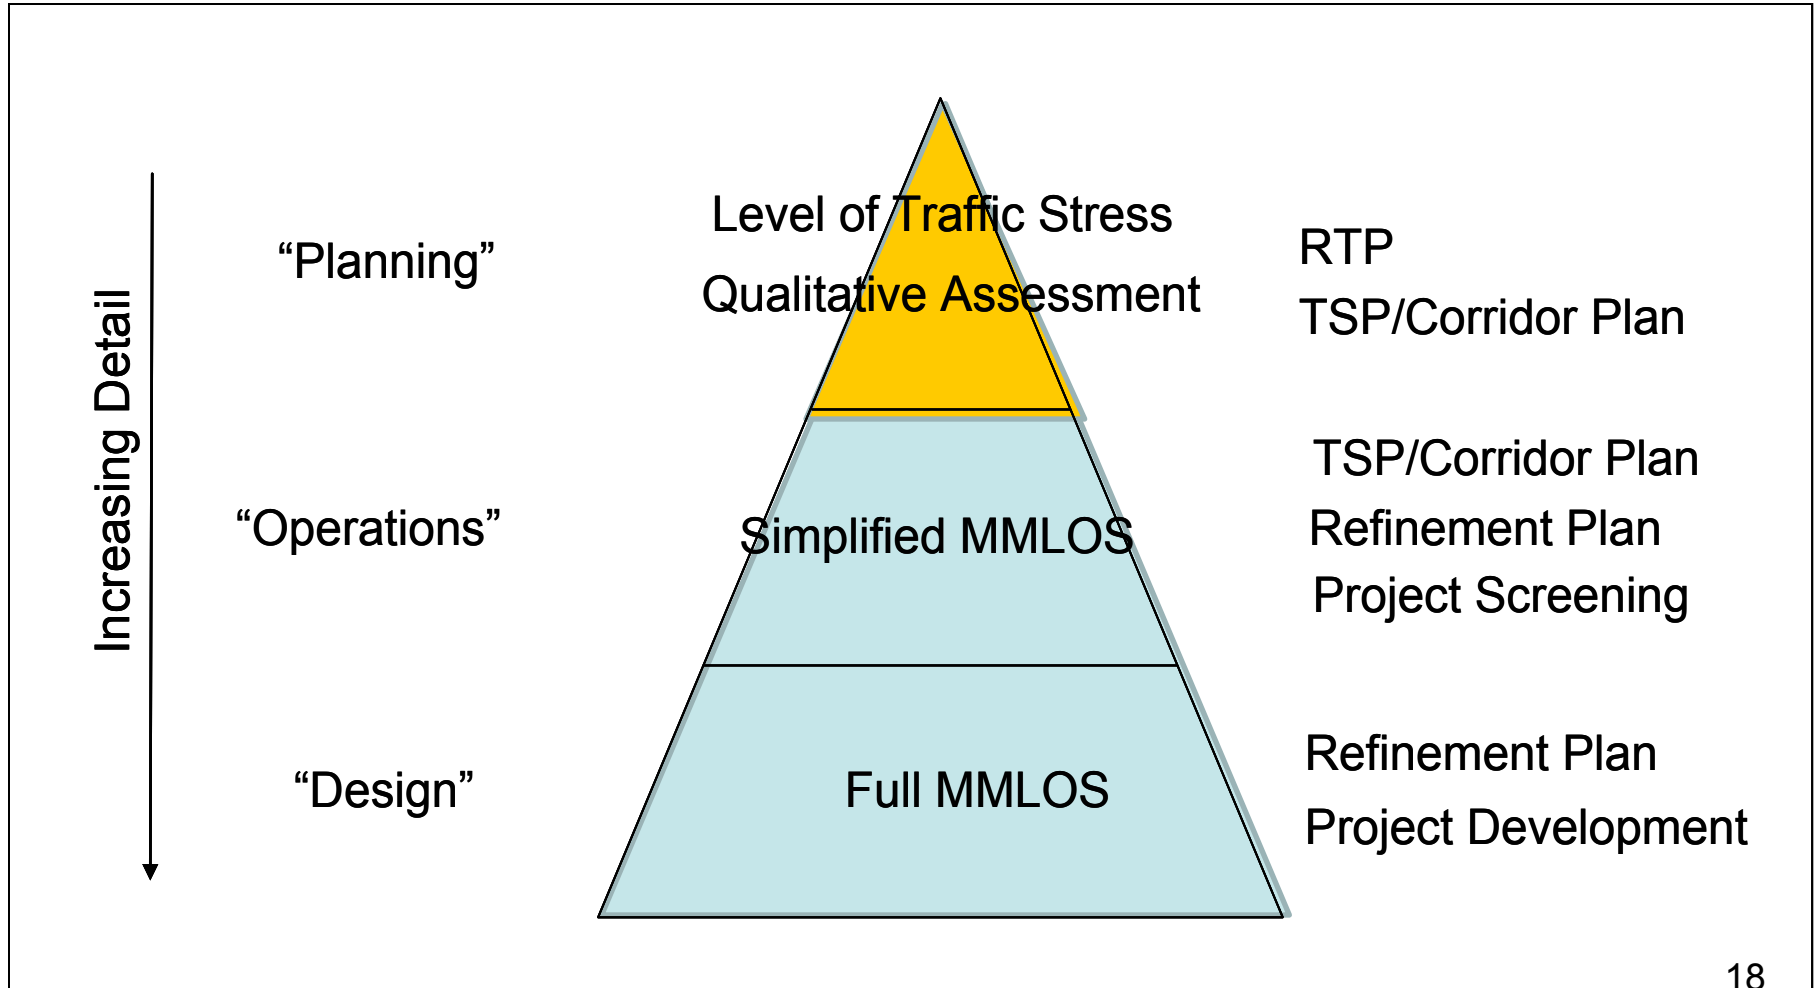 Increasing Detail
“Planning”
Level of Traffic Stress
Qualitative Assessment
RTP
TSP/Corridor Plan
“Operations”
Simplified MMLOS
TSP/Corridor Plan
Refinement Plan
Project Screening
“Design”
Full MMLOS
Refinement Plan
Project Development
18